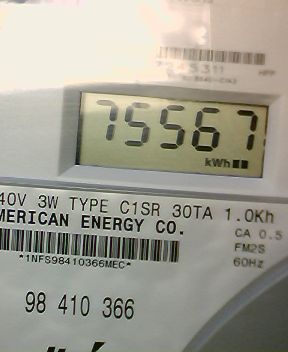 75567
kWh
40V 3W TYPE C1SR 30TA 1.0Kh
MERICAN ENERGY CO.
CA 0.5
FM2S
60Hz
*1NFS98410366MEC*
98 410 366